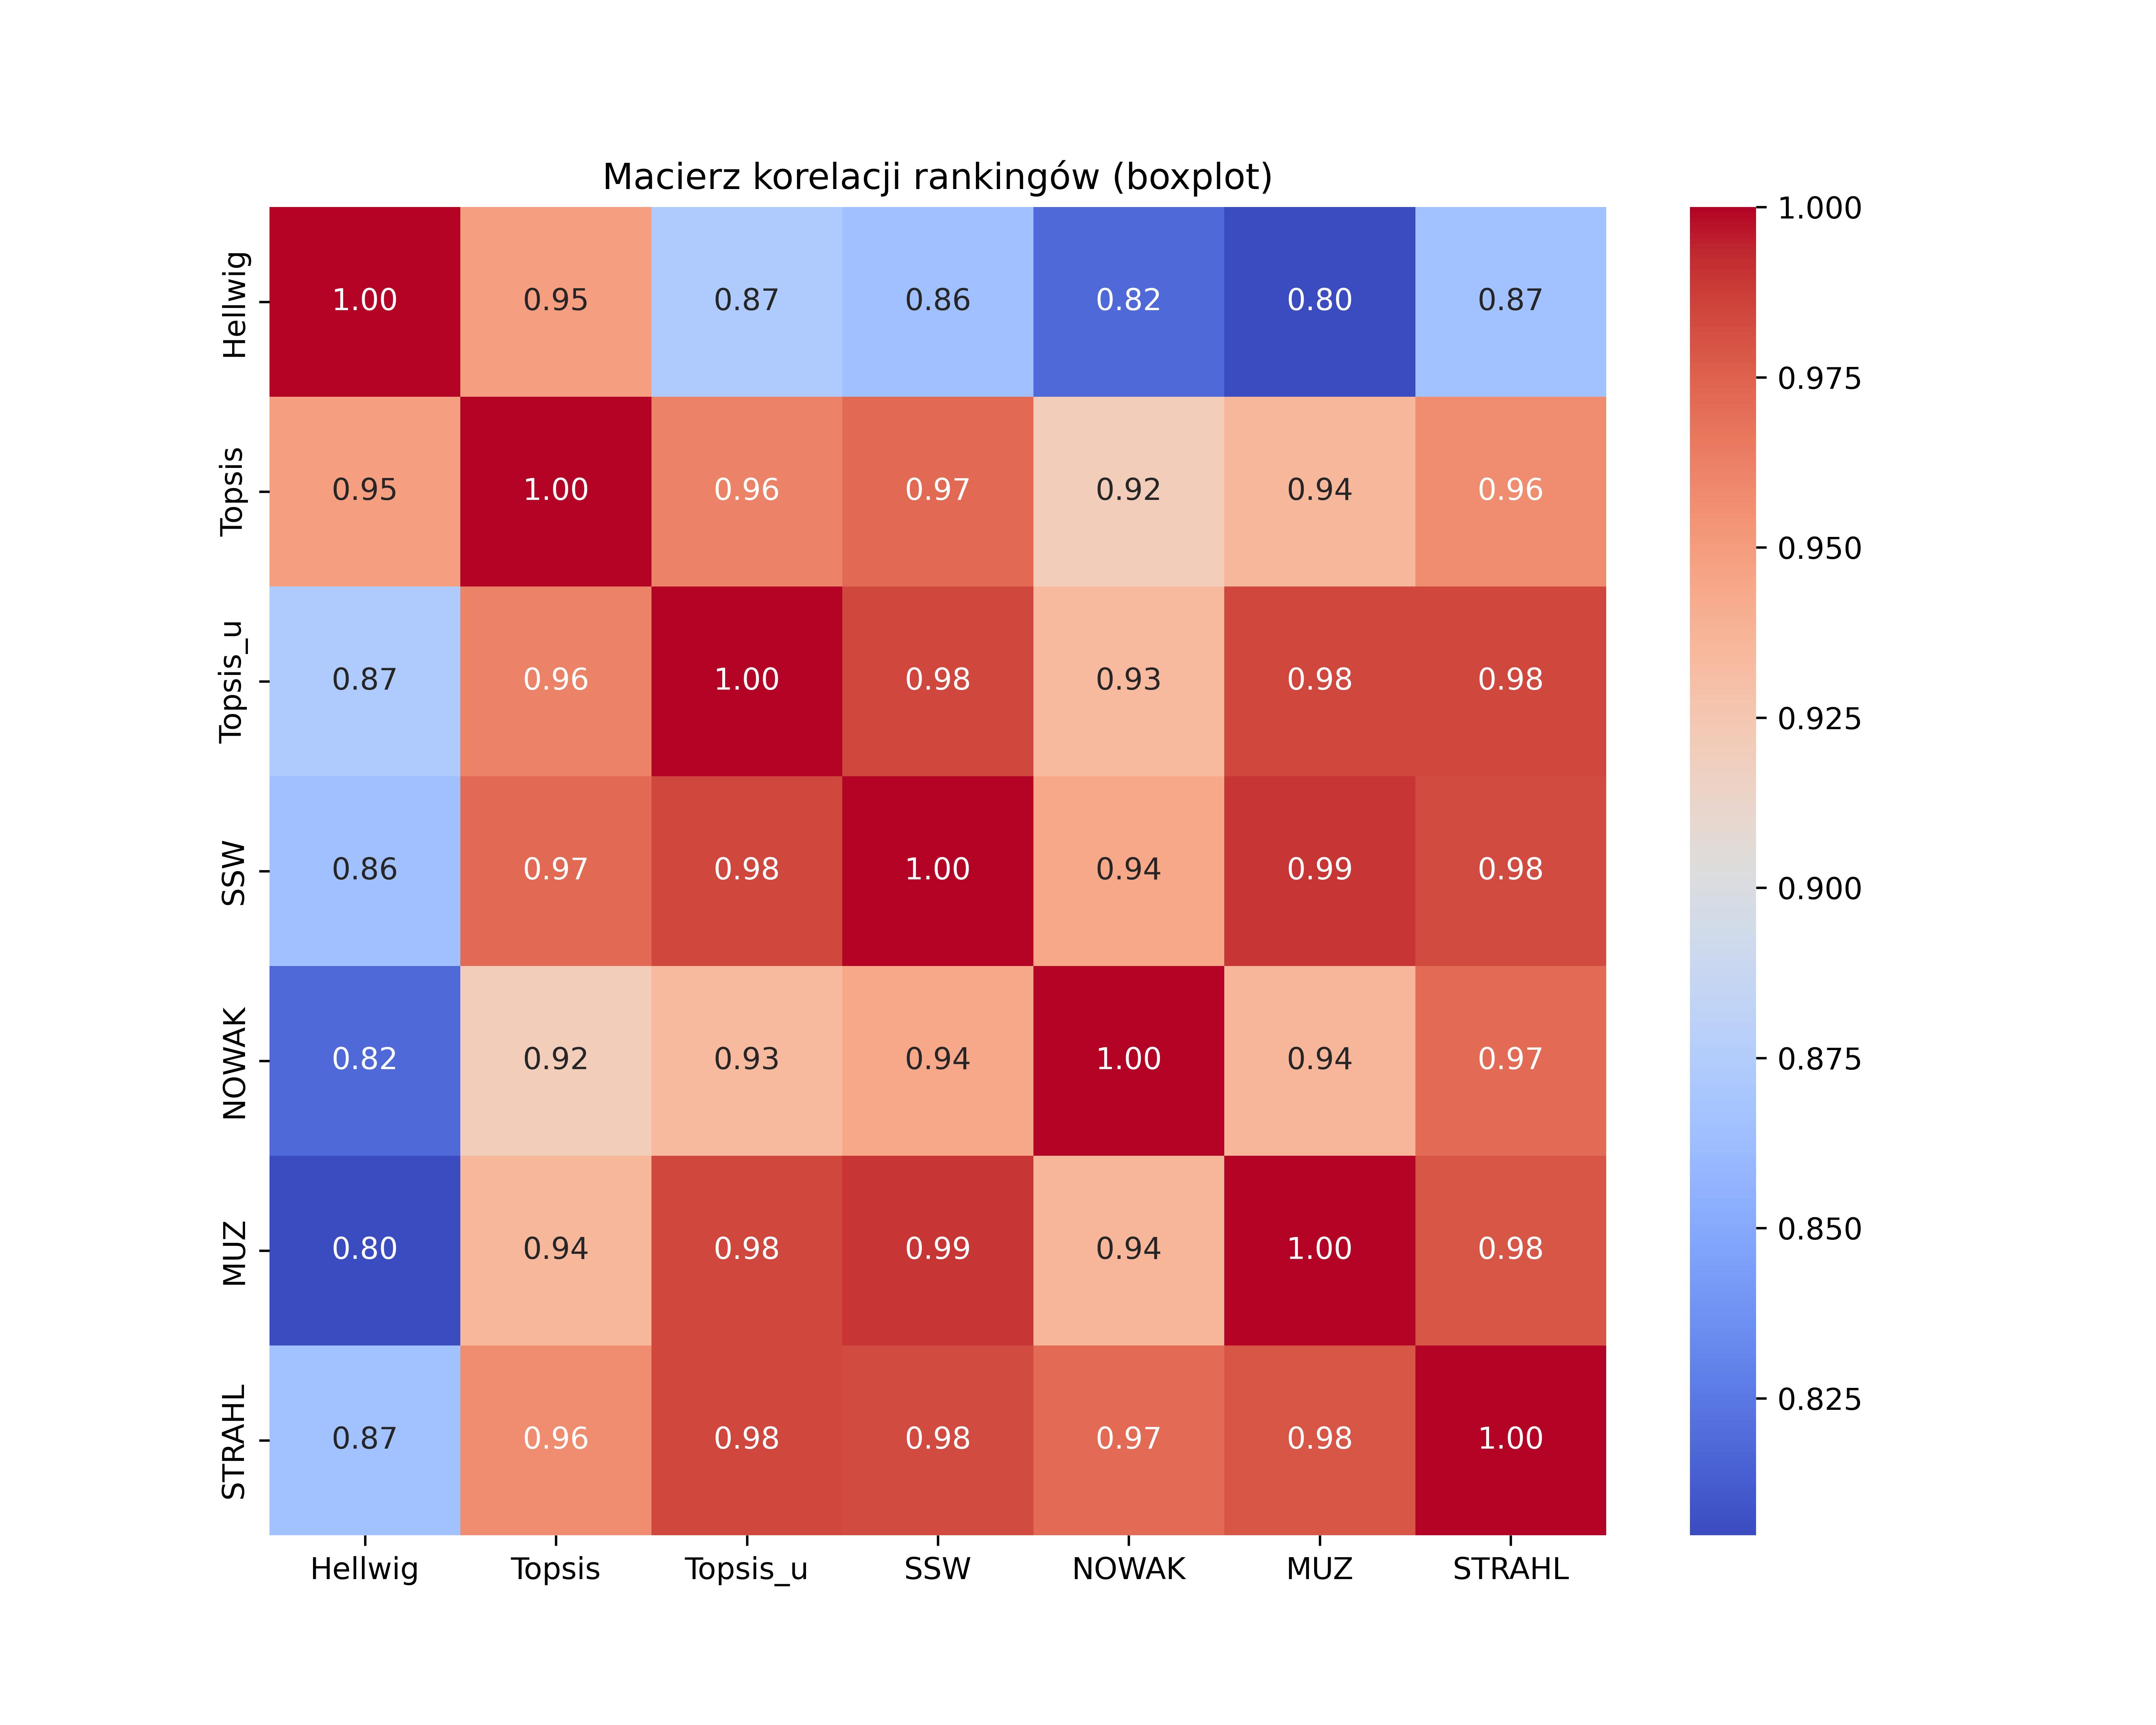 Macierz korelacji rankingów (boxplot)
Hellwig 1.00 0.95 0.87 0.86 0.82 0.80 0.87
Topsis 0.95 1.00 0.96 0.97 0.92 0.94 0.96
Topsis_u 0.87 0.96 1.00 0.98 0.93 0.98 0.98
SSW 0.86 0.97 0.98 1.00 0.94 0.99 0.98
NOWAK 0.82 0.92 0.93 0.94 1.00 0.94 0.97
MUZ 0.80 0.94 0.98 0.99 0.94 1.00 0.98
STRAHL 0.87 0.96 0.98 0.98 0.97 0.98 1.00
Hellwig Topsis Topsis_u SSW NOWAK MUZ STRAHL
1.000
0.975
0.950
0.925
0.900
0.875
0.850
0.825